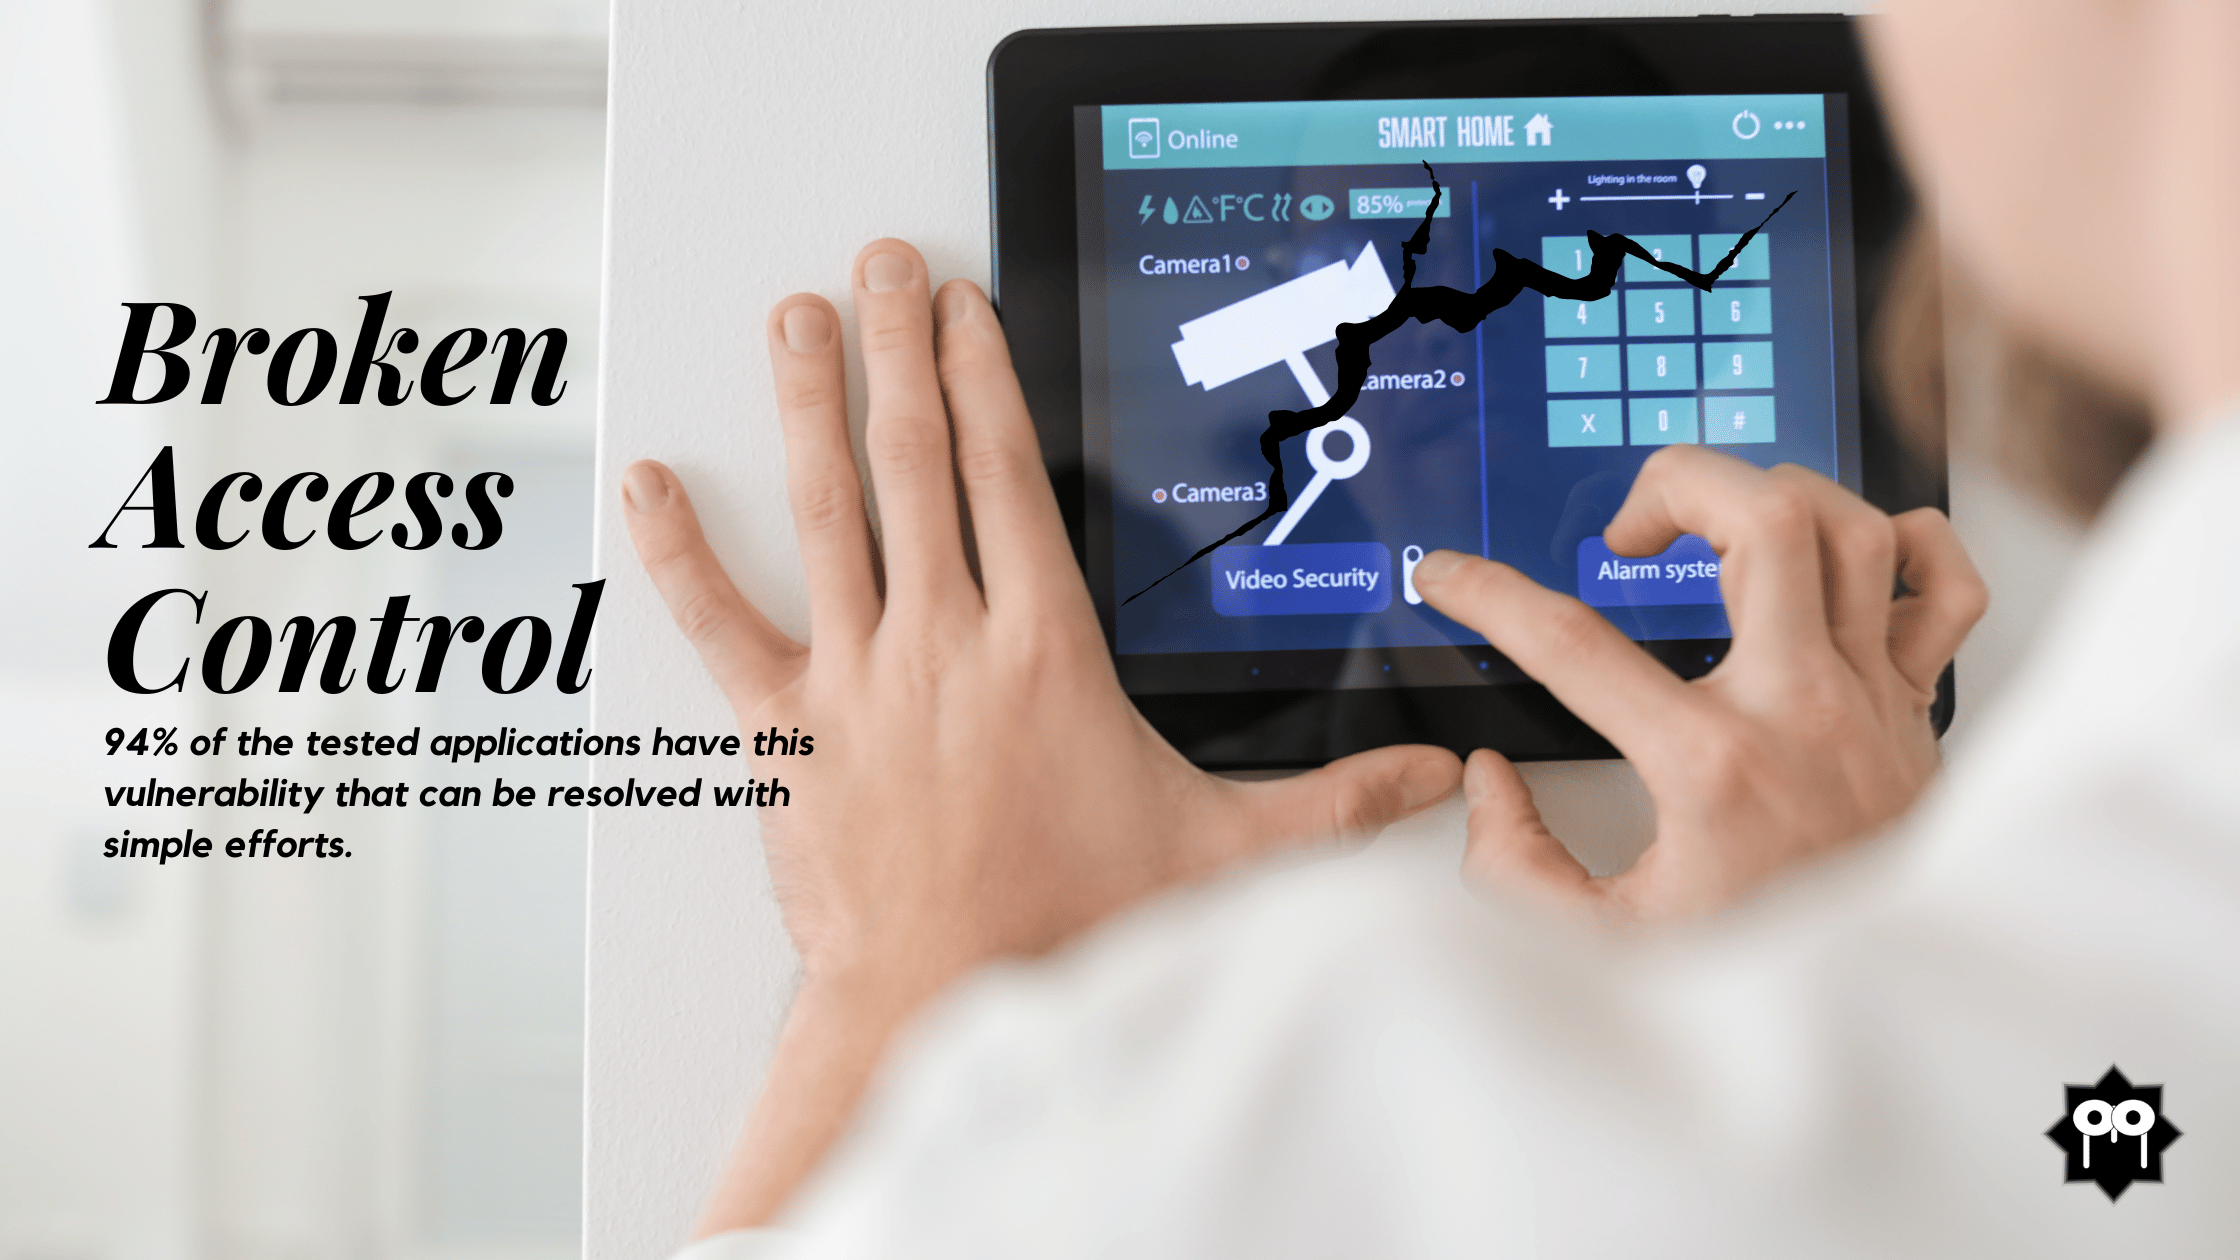 Broken
Access
Control
94% of the tested applications have this
vulnerability that can be resolved with
simple efforts.
Online
SMART HOME
°F°C
85%
Lighting in the room
+
−
Camera1
Camera3
Video Security
Alarm
1
4 5 6
7 8 9
X 0 #